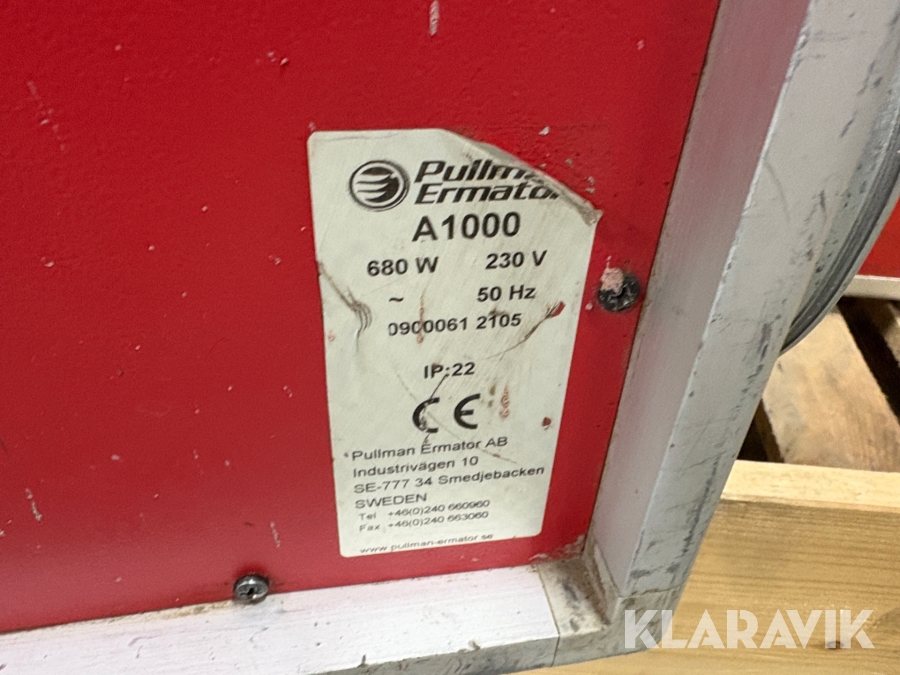 Pullman
Ermator
A1000
680 W 230 V
~ 50 Hz
0900061 2105
IP:22
CE
Pullman Ermator AB
Industrivägen 10
SE-777 34 Smedjebacken
SWEDEN
Tel +46(0)240 660960
Fax +46(0)240 663060
www.pullman-ermator.se
KLARAVIK